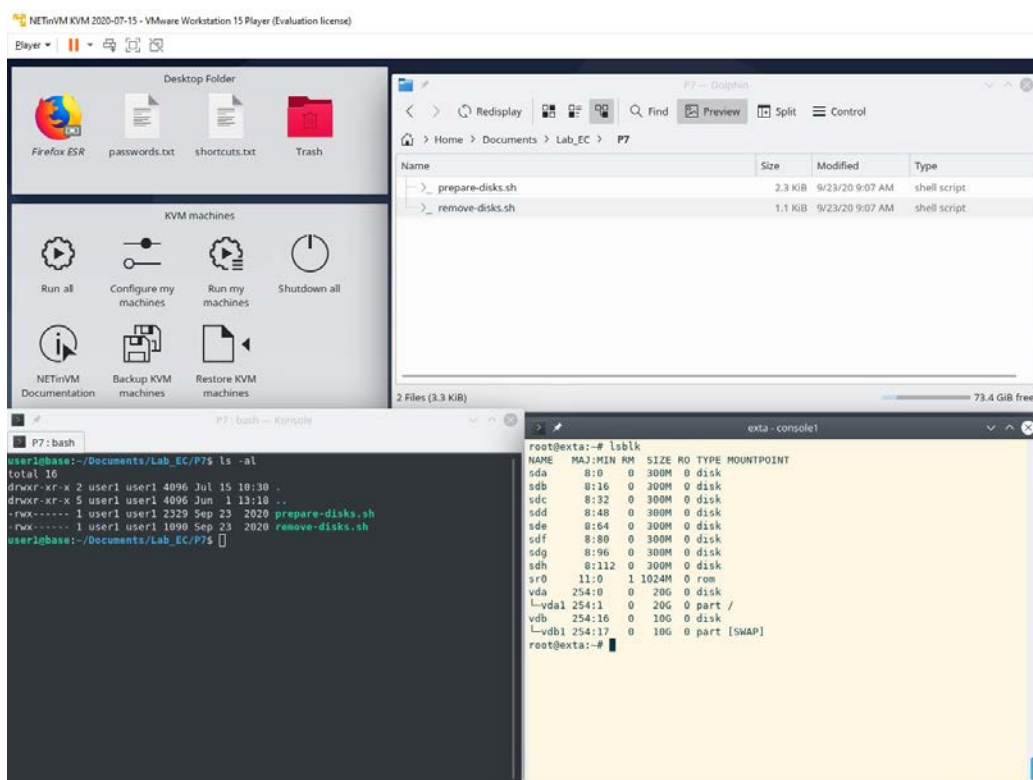 NETinVM KVM 2020-07-15 - VMware Workstation 15 Player (Evaluation license)
Player
Desktop Folder
Firefox ESR
passwords.txt
shortcuts.txt
Trash
KVM machines
Run all
Configure my machines
Run my machines
Shutdown all
NETinVM Documentation
Backup KVM machines
Restore KVM machines
P7 — Dolphin
Redisplay
Find
Preview
Split
Control
> Home > Documents > Lab_EC > P7
Name Size Modified Type
prepare-disks.sh 2.3 KiB 9/23/20 9:07 AM shell script
remove-disks.sh 1.1 KiB 9/23/20 9:07 AM shell script
2 Files (3.3 KiB)
73.4 GiB free
P7 : bash — Konsole
P7 : bash
user1@base:~/Documents/Lab_EC/P7$ ls -al
total 16
drwxr-xr-x 2 user1 user1 4096 Jul 15 10:30 .
drwxr-xr-x 5 user1 user1 4096 Jun 1 13:18 ..
-rwx------ 1 user1 user1 2329 Sep 23 2020 prepare-disks.sh
-rwx------ 1 user1 user1 1090 Sep 23 2020 remove-disks.sh
user1@base:~/Documents/Lab_EC/P7$
exta - console1
root@exta:~# lsblk
NAME MAJ:MIN RM SIZE RO TYPE MOUNTPOINT
sda 8:0 0 300M 0 disk
sdb 8:16 0 300M 0 disk
sdc 8:32 0 300M 0 disk
sdd 8:48 0 300M 0 disk
sde 8:64 0 300M 0 disk
sdf 8:80 0 300M 0 disk
sdg 8:96 0 300M 0 disk
sdh 8:112 0 300M 0 disk
sr0 11:0 1 1024M 0 rom
vda 254:0 0 20G 0 disk
└─vda1 254:1 0 20G 0 part /
vdb 254:16 0 10G 0 disk
└─vdb1 254:17 0 10G 0 part [SWAP]
root@exta:~#